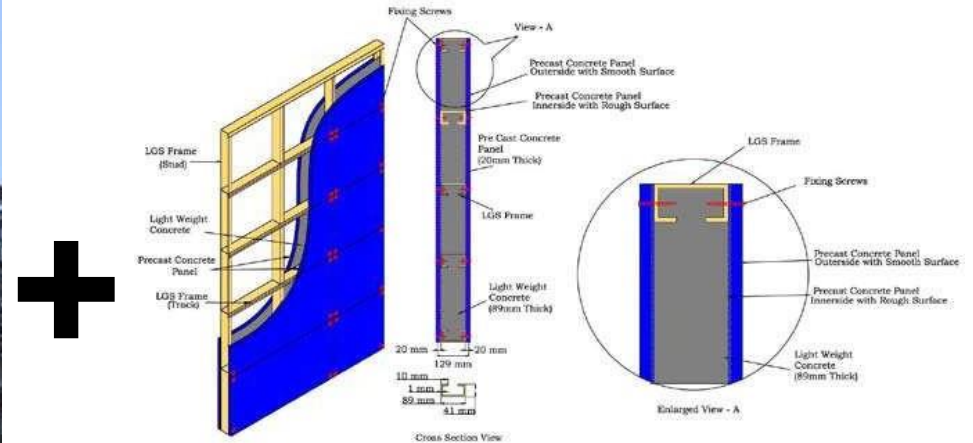 Fixing Screws
View - A
Precast Concrete Panel
Outerside with Smooth Surface
Precast Concrete Panel
Innerside with Rough Surface
LGS Frame
(Stud)
Pre Cast Concrete
Panel
(20mm Thick)
LGS Frame
Light Weight
Concrete
Precast Concrete
Panel
LGS Frame
(Track)
Light Weight
Concrete
(89mm Thick)
20 mm
20 mm
129 mm
10 mm
1 mm
89 mm
41 mm
Cross Section View
LGS Frame
Fixing Screws
Precast Concrete Panel
Outerside with Smooth Surface
Precast Concrete Panel
Innerside with Rough Surface
Light Weight
Concrete
(89mm Thick)
Enlarged View - A